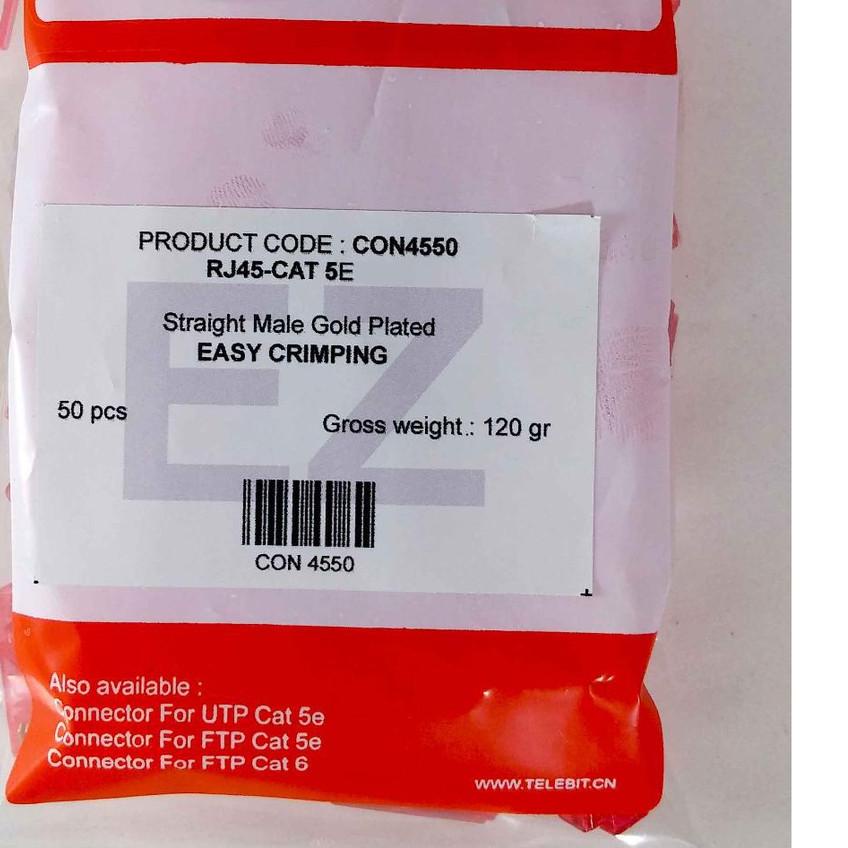 PRODUCT CODE : CON4550
RJ45-CAT 5E
Straight Male Gold Plated
EASY CRIMPING
EZ
50 pcs
Gross weight.: 120 gr
CON 4550
Also available :
Connector For UTP Cat 5e
Connector For FTP Cat 5e
Connector For FTP Cat 6
WWW.TELEBIT.CN